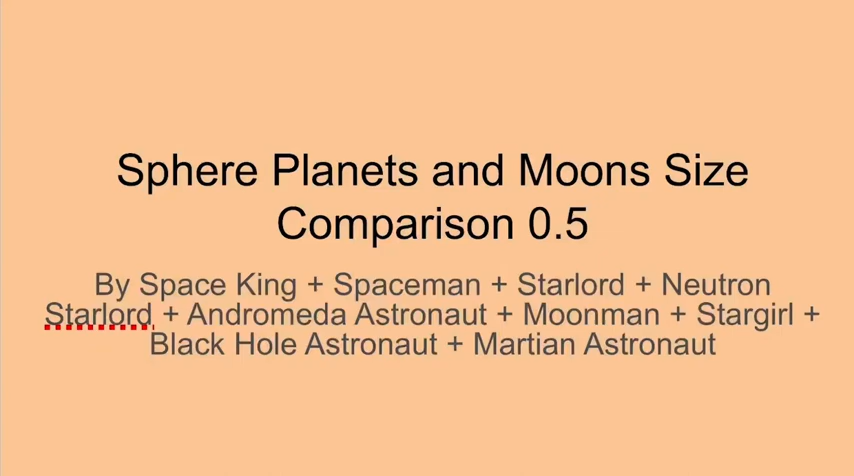 Sphere Planets and Moons Size
Comparison 0.5
By Space King + Spaceman + Starlord + Neutron
Starlord + Andromeda Astronaut + Moonman + Stargirl +
Black Hole Astronaut + Martian Astronaut